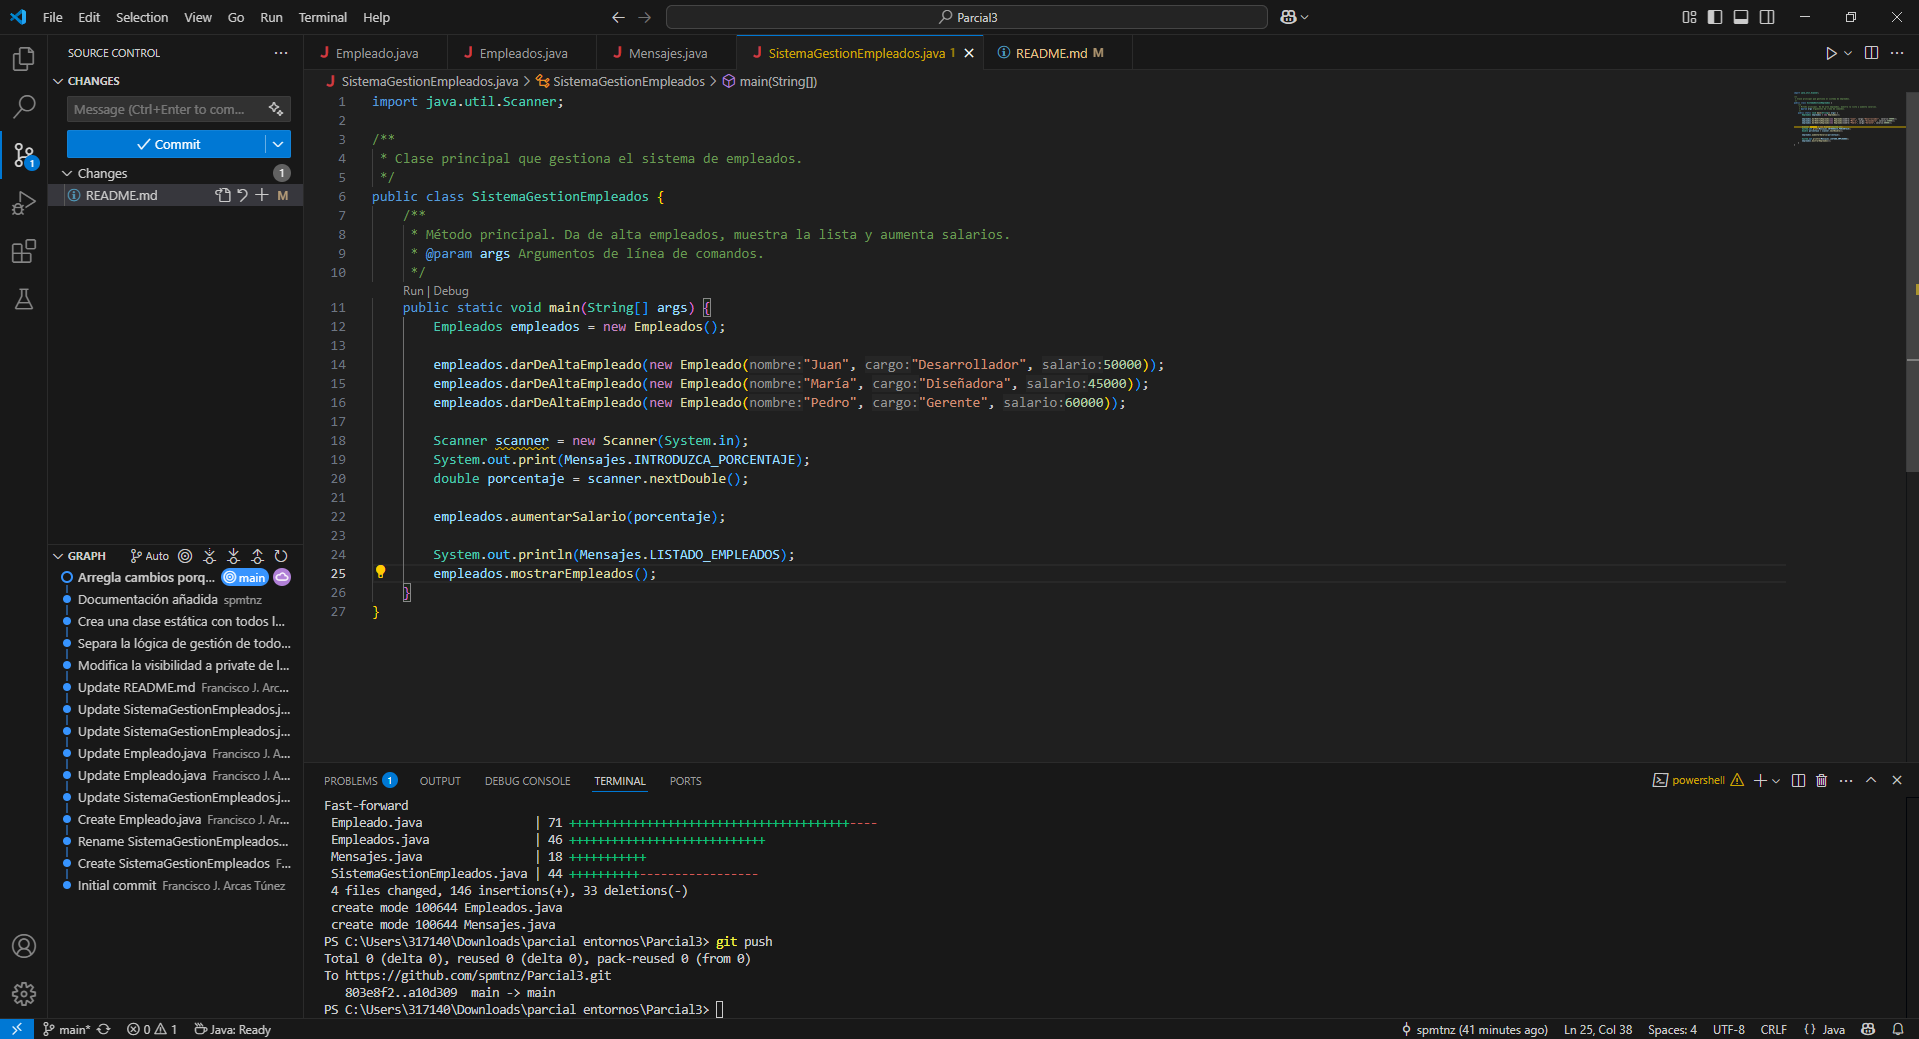 File Edit Selection View Go Run Terminal Help
Parcial3
SOURCE CONTROL
CHANGES
Message (Ctrl+Enter to com...
Commit
Changes 1
README.md M
1
GRAPH Auto
Arregla cambios porq... main
Documentación añadida spmtnz
Crea una clase estática con todos l...
Separa la lógica de gestión de todo...
Modifica la visibilidad a private de l...
Update README.md Francisco J. Arc...
Update SistemaGestionEmpleados.j...
Update SistemaGestionEmpleados.j...
Update Empleado.java Francisco J. A...
Update Empleado.java Francisco J. A...
Update SistemaGestionEmpleados.j...
Create Empleado.java Francisco J. Ar...
Rename SistemaGestionEmpleados...
Create SistemaGestionEmpleados F...
Initial commit Francisco J. Arcas Túnez
Empleado.java Empleados.java Mensajes.java SistemaGestionEmpleados.java 1 README.md M
SistemaGestionEmpleados.java > SistemaGestionEmpleados > main(String[])
1 import java.util.Scanner;
2
3 /**
4 * Clase principal que gestiona el sistema de empleados.
5 */
6 public class SistemaGestionEmpleados {
7 /**
8 * Método principal. Da de alta empleados, muestra la lista y aumenta salarios.
9 * @param args Argumentos de línea de comandos.
10 */
Run | Debug
11 public static void main(String[] args) {
12 Empleados empleados = new Empleados();
13
14 empleados.darDeAltaEmpleado(new Empleado(nombre:"Juan", cargo:"Desarrollador", salario:50000));
15 empleados.darDeAltaEmpleado(new Empleado(nombre:"María", cargo:"Diseñadora", salario:45000));
16 empleados.darDeAltaEmpleado(new Empleado(nombre:"Pedro", cargo:"Gerente", salario:60000));
17
18 Scanner scanner = new Scanner(System.in);
19 System.out.print(Mensajes.INTRODUZCA_PORCENTAJE);
20 double porcentaje = scanner.nextDouble();
21
22 empleados.aumentarSalario(porcentaje);
23
24 System.out.println(Mensajes.LISTADO_EMPLEADOS);
25 empleados.mostrarEmpleados();
26 }
27 }
PROBLEMS 1 OUTPUT DEBUG CONSOLE TERMINAL PORTS powershell
Fast-forward
Empleado.java | 71 ++++++++++++++++++++++++++++++++++++++++----
Empleados.java | 46 ++++++++++++++++++++++++++++
Mensajes.java | 18 +++++++++++
SistemaGestionEmpleados.java | 44 ++++++++++-----------------
4 files changed, 146 insertions(+), 33 deletions(-)
create mode 100644 Empleados.java
create mode 100644 Mensajes.java
PS C:\Users\317140\Downloads\parcial entornos\Parcial3> git push
Total 0 (delta 0), reused 0 (delta 0), pack-reused 0 (from 0)
To https://github.com/spmtnz/Parcial3.git
803e8f2..a10d309 main -> main
PS C:\Users\317140\Downloads\parcial entornos\Parcial3>
main* 0 1 Java: Ready spmtnz (41 minutes ago) Ln 25, Col 38 Spaces: 4 UTF-8 CRLF {} Java